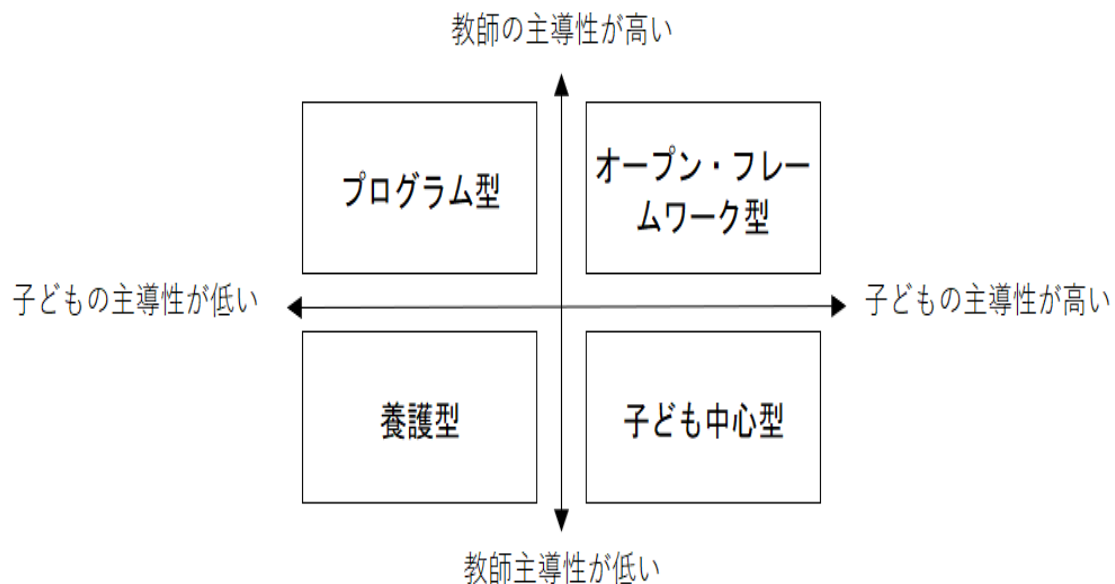 教師の主導性が高い
プログラム型
オープン・フレー
ムワーク型
子どもの主導性が低い
子どもの主導性が高い
養護型
子ども中心型
教師主導性が低い